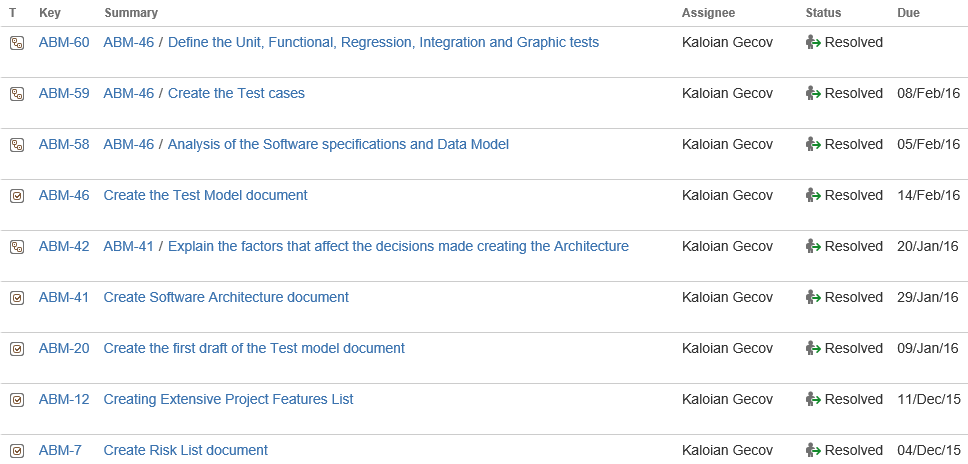 T Key Summary Assignee Status Due
ABM-60 ABM-46 / Define the Unit, Functional, Regression, Integration and Graphic tests Kaloian Gecov Resolved
ABM-59 ABM-46 / Create the Test cases Kaloian Gecov Resolved 08/Feb/16
ABM-58 ABM-46 / Analysis of the Software specifications and Data Model Kaloian Gecov Resolved 05/Feb/16
ABM-46 Create the Test Model document Kaloian Gecov Resolved 14/Feb/16
ABM-42 ABM-41 / Explain the factors that affect the decisions made creating the Architecture Kaloian Gecov Resolved 20/Jan/16
ABM-41 Create Software Architecture document Kaloian Gecov Resolved 29/Jan/16
ABM-20 Create the first draft of the Test model document Kaloian Gecov Resolved 09/Jan/16
ABM-12 Creating Extensive Project Features List Kaloian Gecov Resolved 11/Dec/15
ABM-7 Create Risk List document Kaloian Gecov Resolved 04/Dec/15